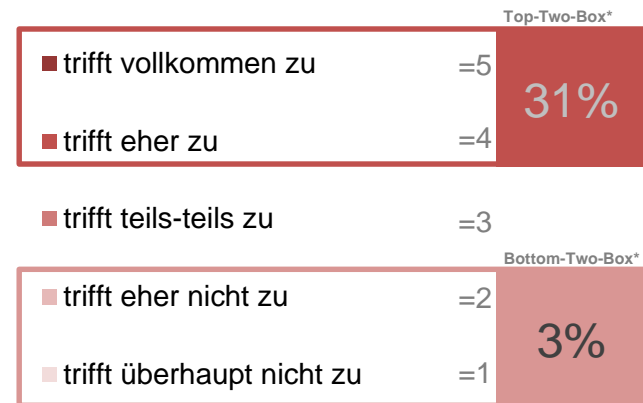 Top-Two-Box*
trifft vollkommen zu =5
31%
trifft eher zu =4
trifft teils-teils zu =3
Bottom-Two-Box*
trifft eher nicht zu =2
3%
trifft überhaupt nicht zu =1